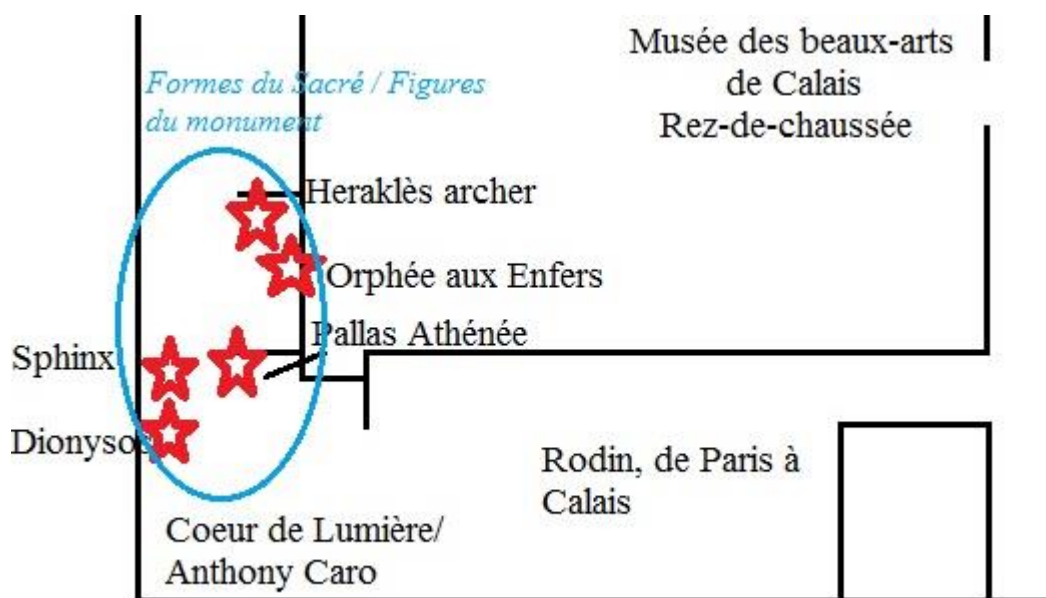 Musée des beaux-arts
de Calais
Rez-de-chaussée
Formes du Sacré / Figures
du monument
Heraklès archer
Orphée aux Enfers
Pallas Athénée
Sphinx
Dionysos
Rodin, de Paris à
Calais
Coeur de Lumière/
Anthony Caro